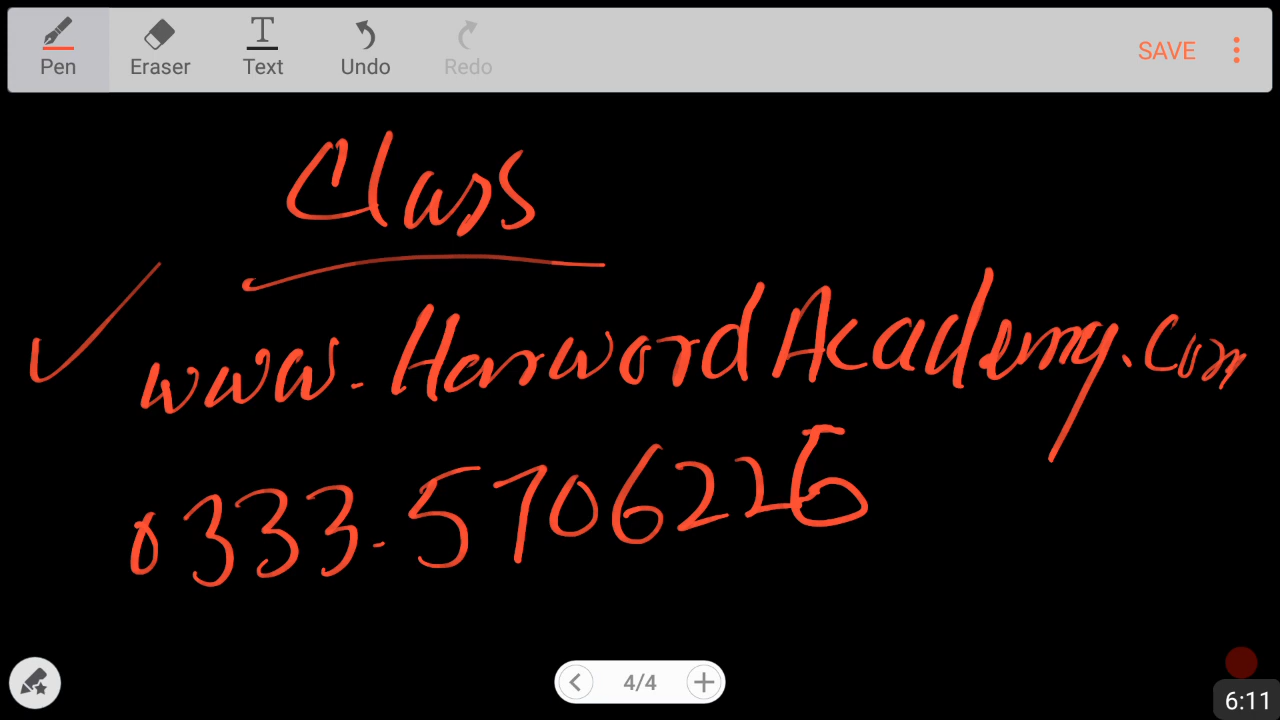 Pen Eraser Text Undo Redo SAVE
Class
www.HarwordAcademy.com
0333.5706226
4/4
6:11